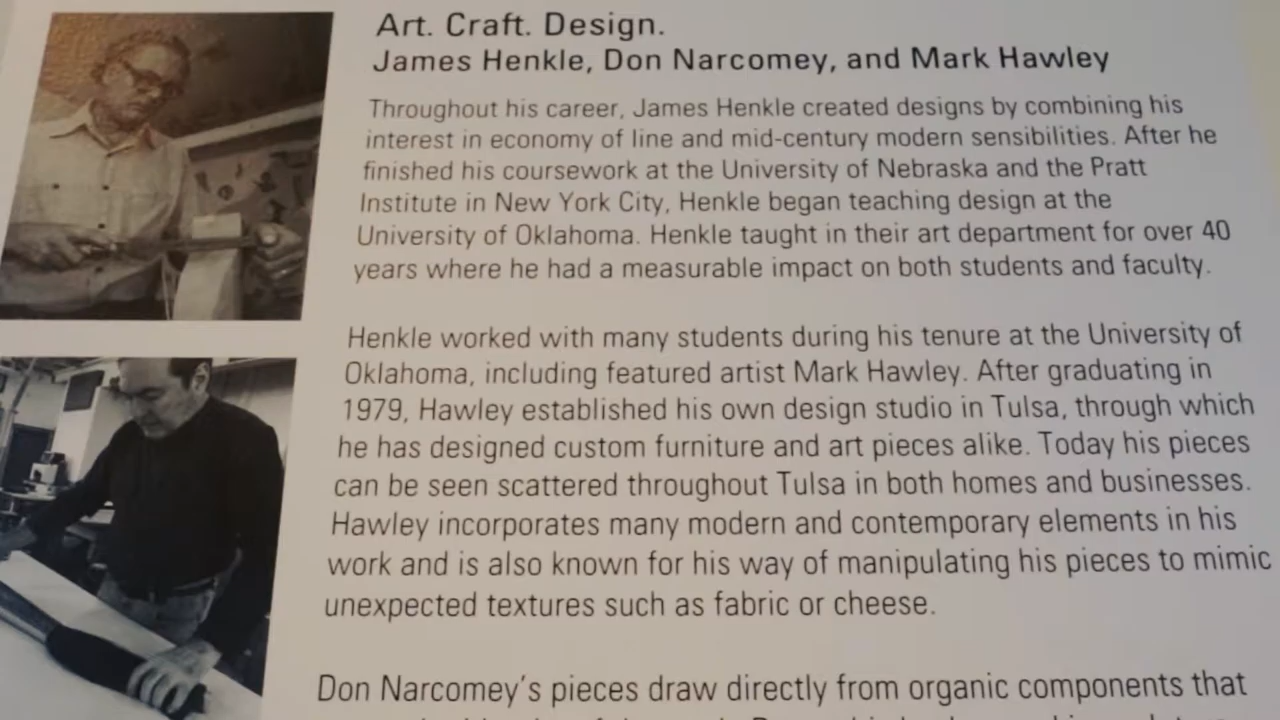 Art. Craft. Design.
James Henkle, Don Narcomey, and Mark Hawley
Throughout his career, James Henkle created designs by combining his
interest in economy of line and mid-century modern sensibilities. After he
finished his coursework at the University of Nebraska and the Pratt
Institute in New York City, Henkle began teaching design at the
University of Oklahoma. Henkle taught in their art department for over 40
years where he had a measurable impact on both students and faculty.
Henkle worked with many students during his tenure at the University of
Oklahoma, including featured artist Mark Hawley. After graduating in
1979, Hawley established his own design studio in Tulsa, through which
he has designed custom furniture and art pieces alike. Today his pieces
can be seen scattered throughout Tulsa in both homes and businesses.
Hawley incorporates many modern and contemporary elements in his
work and is also known for his way of manipulating his pieces to mimic
unexpected textures such as fabric or cheese.
Don Narcomey's pieces draw directly from organic components that